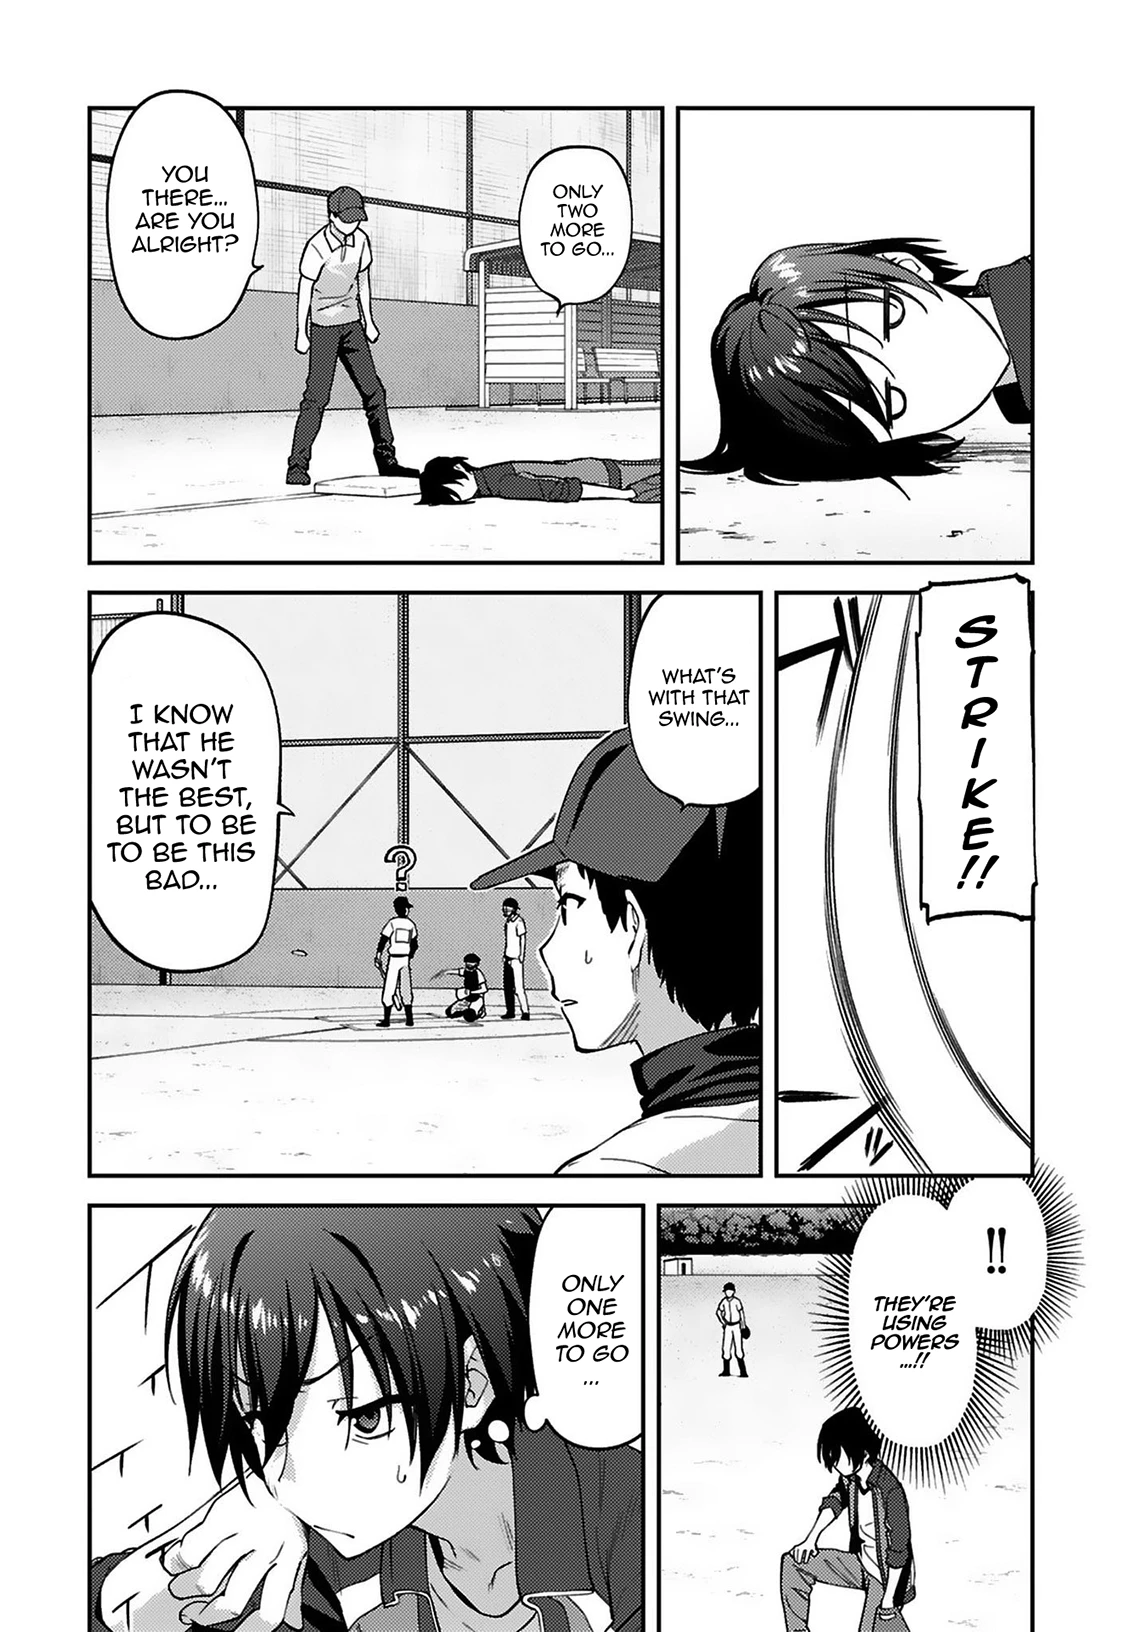 ONLY
TWO
MORE
TO GO...
YOU
THERE...
ARE YOU
ALRIGHT?
STRIKE!!
WHAT'S
WITH THAT
SWING...
I KNOW
THAT HE
WASN'T
THE BEST,
BUT TO BE
TO BE THIS
BAD...
?
!!
THEY'RE
USING
POWERS
...!!
ONLY
ONE
MORE
TO GO
...